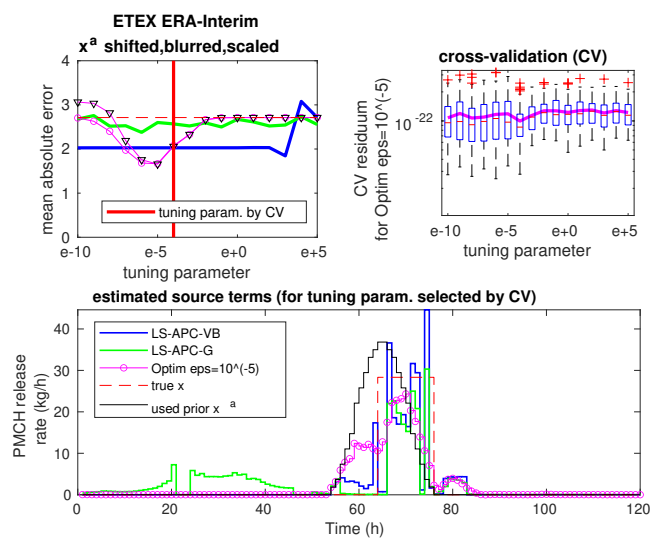 ETEX ERA-Interim
x^a shifted,blurred,scaled
mean absolute error
4
3
2
1
0
tuning param. by CV
e-10 e-5 e+0 e+5
tuning parameter
cross-validation (CV)
CV residuum
for Optim eps=10^(-5)
10^-22
e-10 e-5 e+0 e+5
tuning parameter
estimated source terms (for tuning param. selected by CV)
PMCH release
rate (kg/h)
40
30
20
10
0
LS-APC-VB
LS-APC-G
Optim eps=10^(-5)
true x
used prior x^a
0 20 40 60 80 100 120
Time (h)